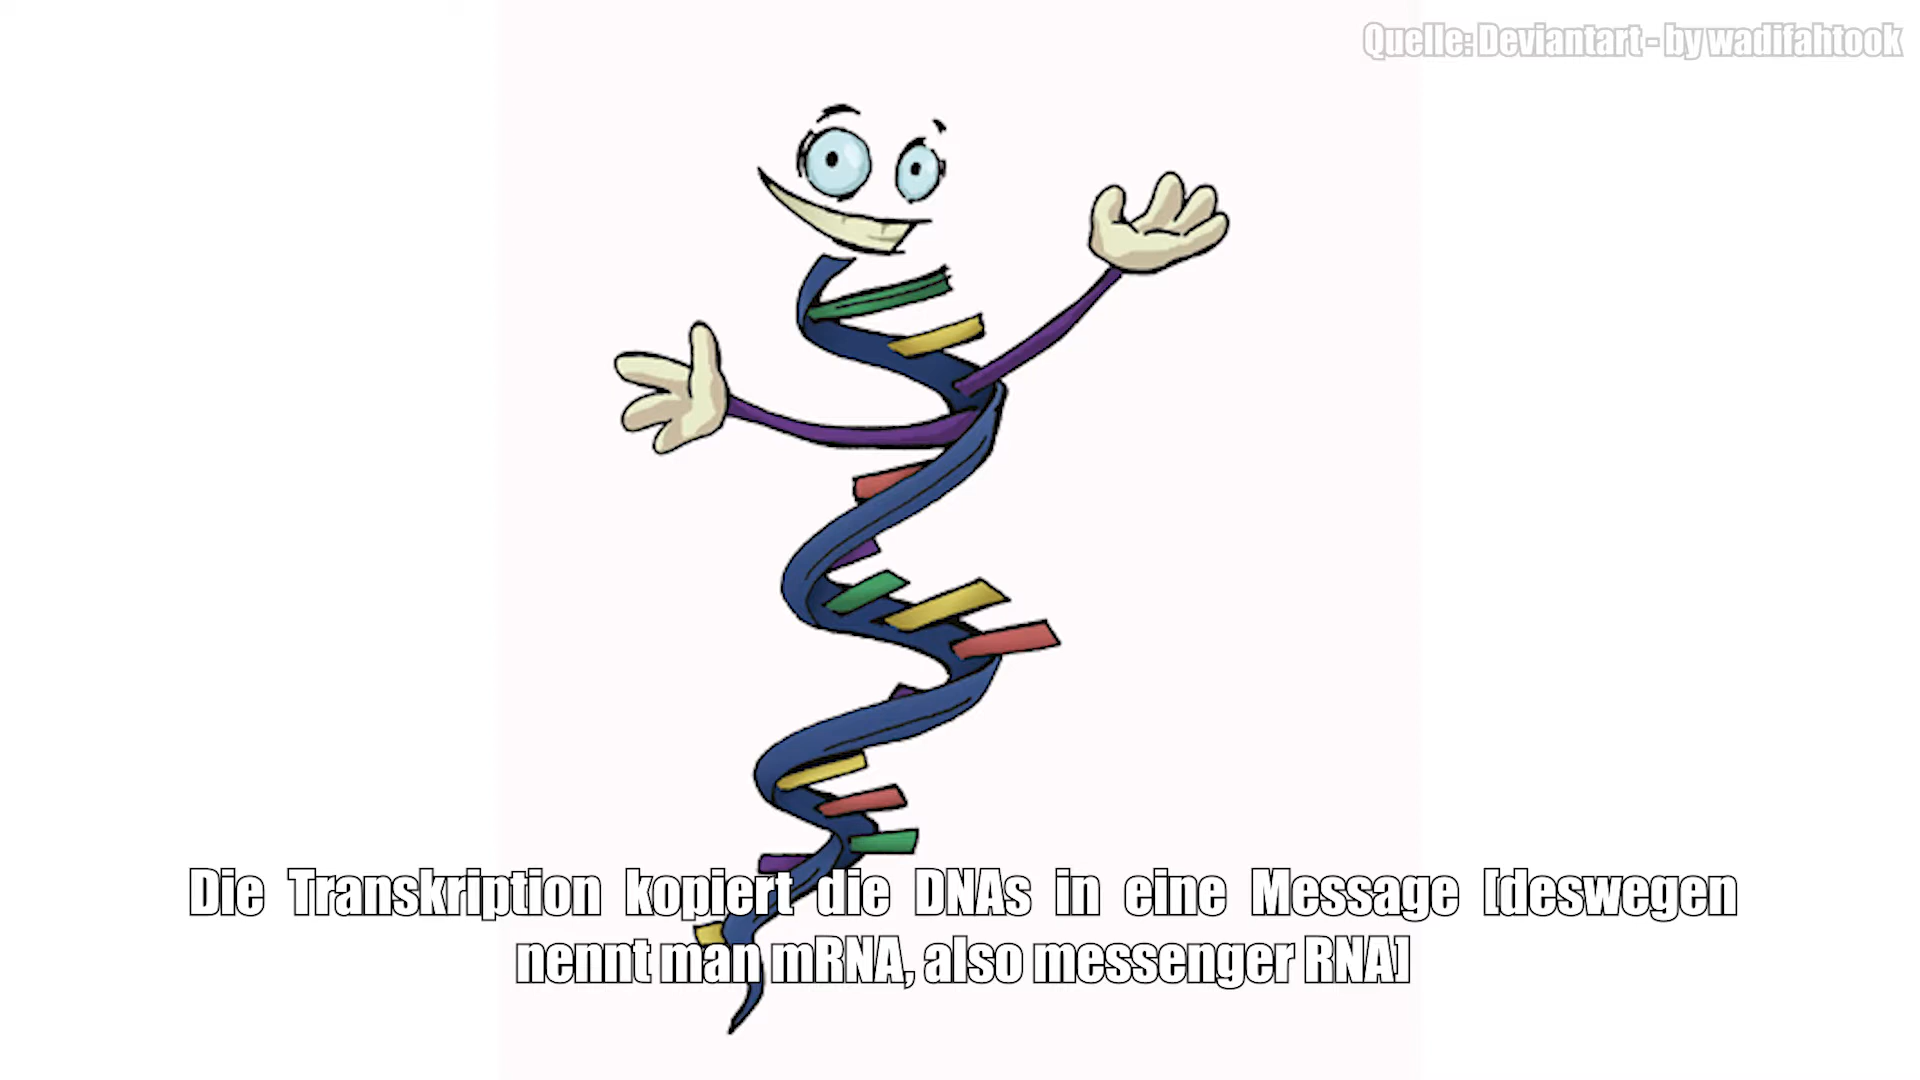 Quelle: Deviantart - by wadifahtook
Die Transkription kopiert die DNAs in eine Message [deswegen
nennt man mRNA, also messenger RNA]